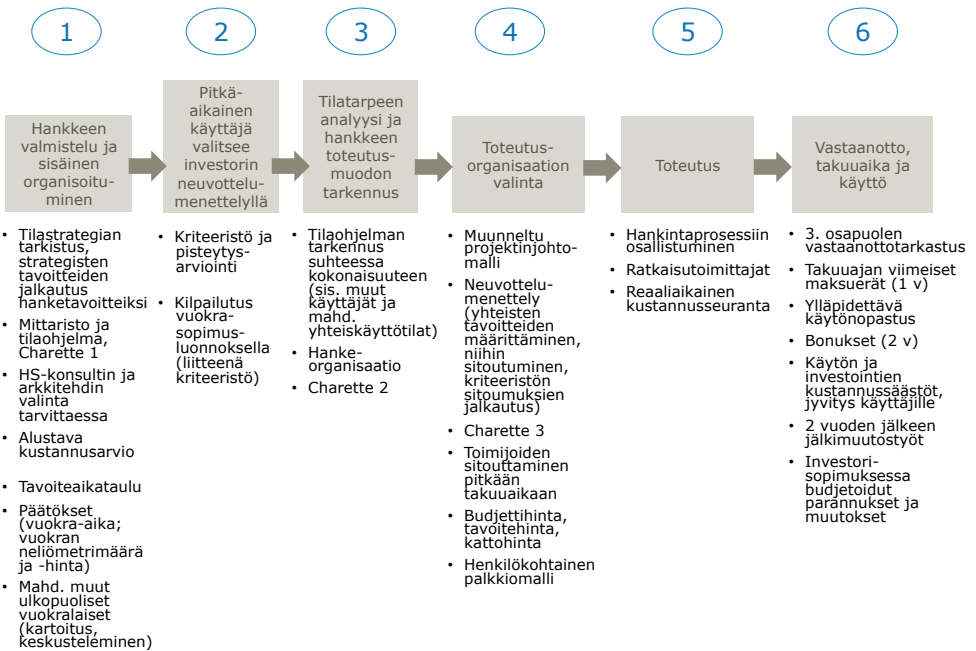 1
2
3
4
5
6
Hankkeen
valmistelu ja
sisäinen
organisoitu-
minen
Pitkä-
aikainen
käyttäjä
valitsee
investorin
neuvottelu-
menettelyllä
Tilatarpeen
analyysi ja
hankkeen
toteutus-
muodon
tarkennus
Toteutus-
organisaation
valinta
Toteutus
Vastaanotto,
takuuaika ja
käyttö
• Tilastrategian
tarkistus,
strategisten
tavoitteiden
jalkautus
hanketavoitteiksi
• Mittaristo ja
tilaohjelma,
Charette 1
• HS-konsultin ja
arkkitehdin
valinta
tarvittaessa
• Alustava
kustannusarvio
• Tavoiteaikataulu
• Päätökset
(vuokra-aika;
vuokran
neliömetrimäärä
ja -hinta)
• Mahd. muut
ulkopuoliset
vuokralaiset
(kartoitus,
keskusteleminen)
• Kriteeristö ja
pisteytys-
arviointi
• Kilpailutus
vuokra-
sopimus-
luonnoksella
(liitteenä
kriteeristö)
• Tilaohjelman
tarkennus
suhteessa
kokonaisuuteen
(sis. muut
käyttäjät ja
mahd.
yhteiskäyttötilat)
• Hanke-
organisaatio
• Charette 2
• Muunneltu
projektinjohto-
malli
• Neuvottelu-
menettely
(yhteisten
tavoitteiden
määrittäminen,
niihin
sitoutuminen,
kriteeristön
sitoumuksien
jalkautus)
• Charette 3
• Toimijoiden
sitouttaminen
pitkään
takuuaikaan
• Budjettihinta,
tavoitehinta,
kattohinta
• Henkilökohtainen
palkkiomalli
• Hankintaprosessiin
osallistuminen
• Ratkaisutoimittajat
• Reaaliaikainen
kustannusseuranta
• 3. osapuolen
vastaanottotarkastus
• Takuuajan viimeiset
maksuerät (1 v)
• Ylläpidettävä
käytönopastus
• Bonukset (2 v)
• Käytön ja
investointien
kustannussäästöt,
jyvitys käyttäjille
• 2 vuoden jälkeen
jälkimuutostyöt
• Investori-
sopimuksessa
budjetoidut
parannukset ja
muutokset